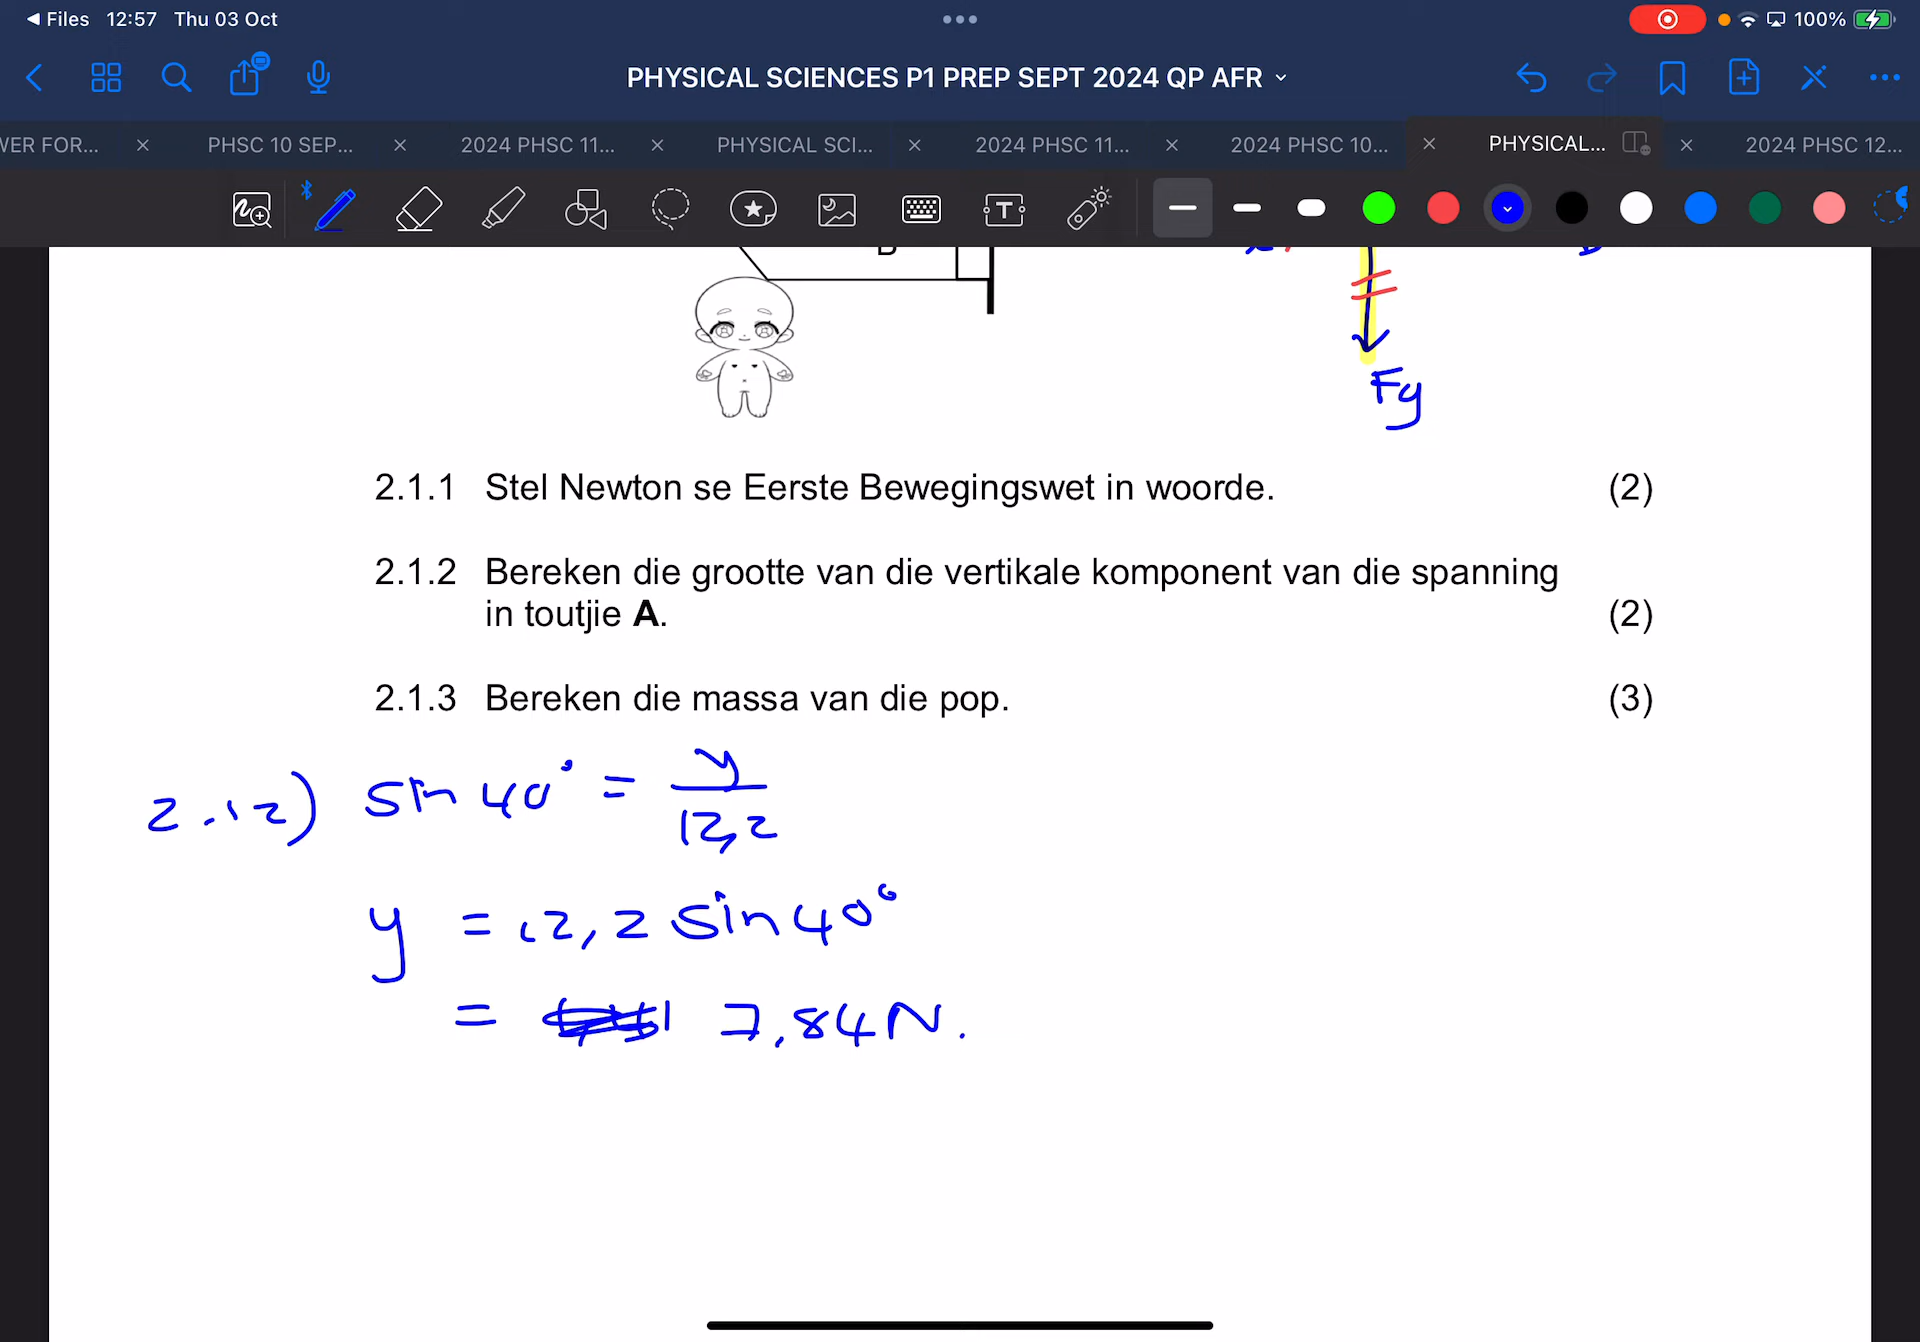 Files 12:57 Thu 03 Oct
100%
PHYSICAL SCIENCES P1 PREP SEPT 2024 QP AFR
WER FOR...
PHSC 10 SEP...
2024 PHSC 11...
PHYSICAL SCI...
2024 PHSC 11...
2024 PHSC 10...
PHYSICAL...
2024 PHSC 12...
Fy
2.1.1 Stel Newton se Eerste Bewegingswet in woorde. (2)
2.1.2 Bereken die grootte van die vertikale komponent van die spanning
in toutjie A. (2)
2.1.3 Bereken die massa van die pop. (3)
2.12) sin 40° = y
12,2
y = 12,2 sin 40°
= 7,84 N.